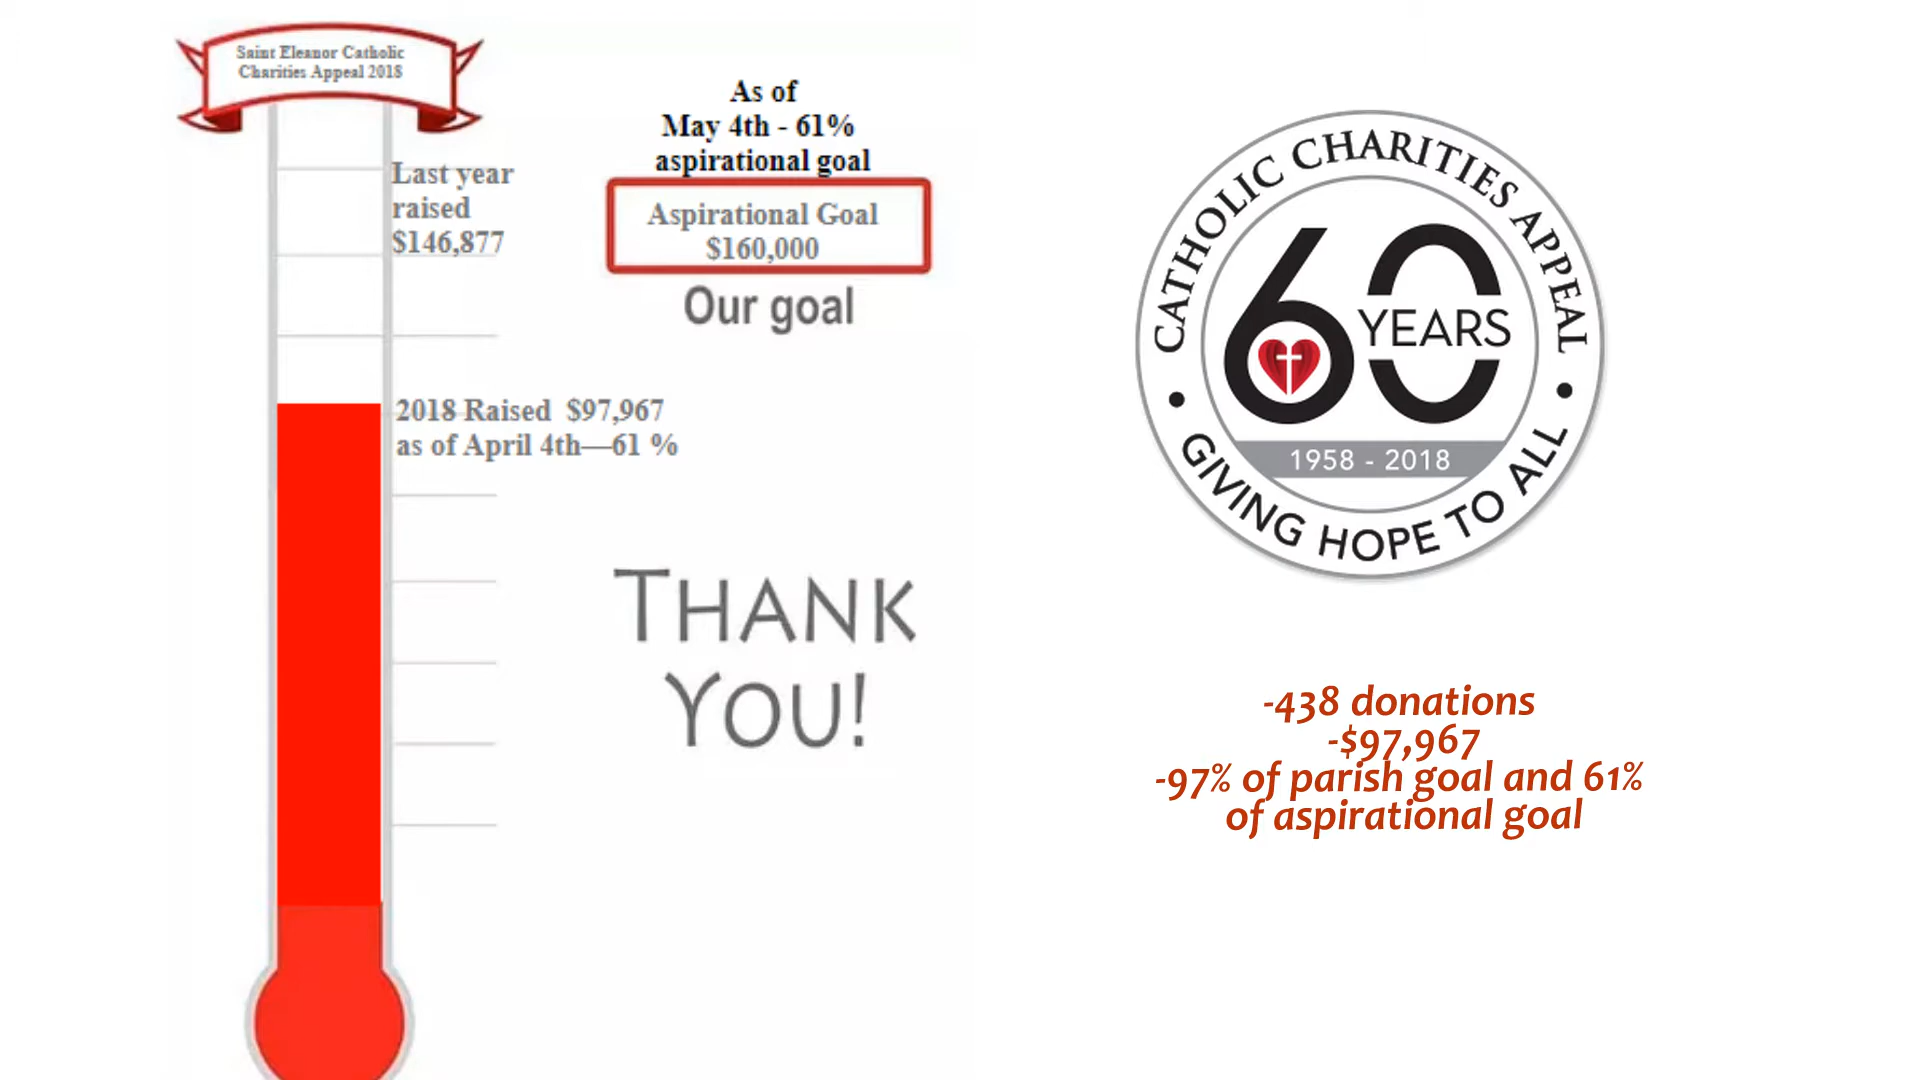 Saint Eleanor Catholic
Charities Appeal 2018
Last year
raised
$146,877
As of
May 4th - 61%
aspirational goal
Aspirational Goal
$160,000
Our goal
2018 Raised $97,967
as of April 4th—61 %
THANK
YOU!
CATHOLIC CHARITIES APPEAL
60
YEARS
1958 - 2018
• GIVING HOPE TO ALL •
-438 donations
-$97,967
-97% of parish goal and 61%
of aspirational goal